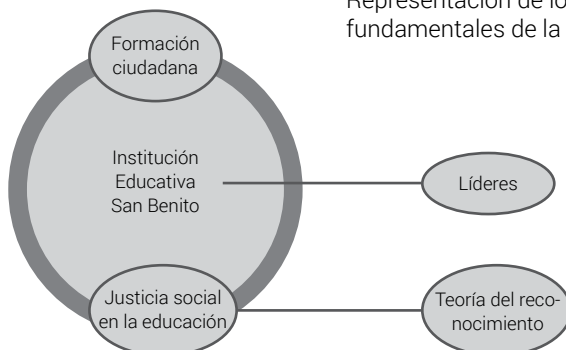 Representación de lo
fundamentales de la
Formación
ciudadana
Institución
Educativa
San Benito
Líderes
Justicia social
en la educación
Teoría del reco-
nocimiento